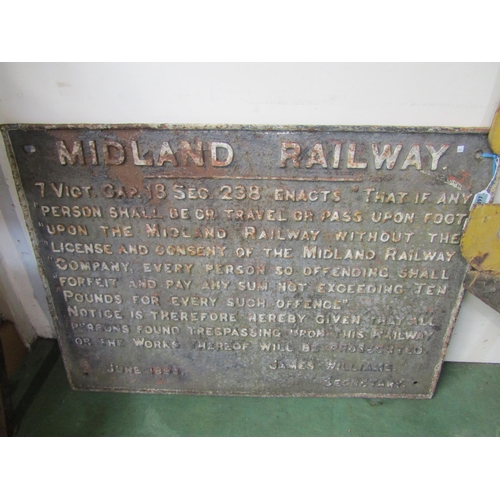 MIDLAND RAILWAY
7 VICT. CAP. 18 SEC. 238 ENACTS "THAT IF ANY
"PERSON SHALL BE OR TRAVEL OR PASS UPON FOOT
"UPON THE MIDLAND RAILWAY WITHOUT THE
"LICENSE AND CONSENT OF THE MIDLAND RAILWAY
"COMPANY, EVERY PERSON SO OFFENDING SHALL
"FORFEIT AND PAY ANY SUM NOT EXCEEDING TEN
"POUNDS FOR EVERY SUCH OFFENCE"
NOTICE IS THEREFORE HEREBY GIVEN THAT ALL
PERSONS FOUND TRESPASSING UPON THIS RAILWAY
OR THE WORKS THEREOF WILL BE PROSECUTED.
JUNE JAMES WILLIAMS
SECRETARY